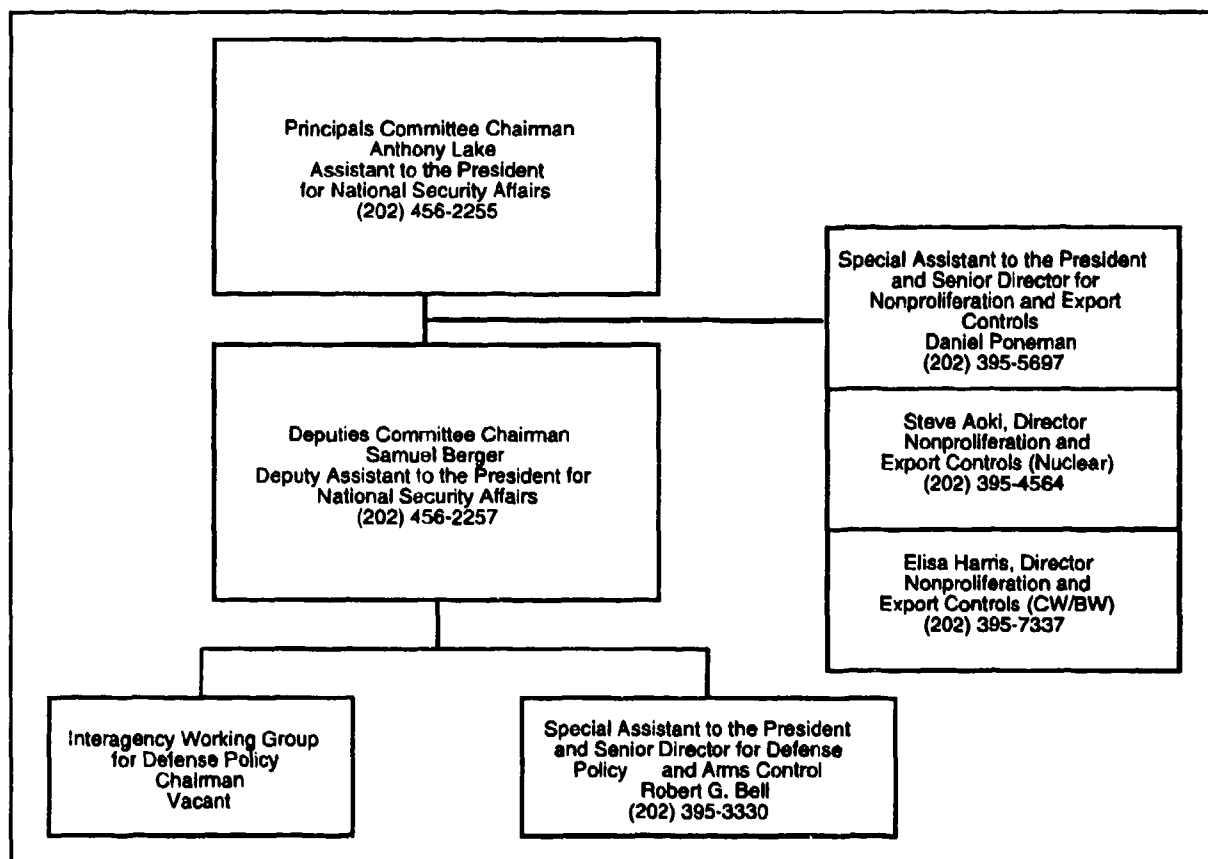 Principals Committee Chairman
Anthony Lake
Assistant to the President
for National Security Affairs
(202) 456-2255
Special Assistant to the President
and Senior Director for
Nonproliferation and Export
Controls
Daniel Poneman
(202) 395-5697
Steve Aoki, Director
Nonproliferation and
Export Controls (Nuclear)
(202) 395-4564
Elisa Harris, Director
Nonproliferation and
Export Controls (CW/BW)
(202) 395-7337
Deputies Committee Chairman
Samuel Berger
Deputy Assistant to the President for
National Security Affairs
(202) 456-2257
Interagency Working Group
for Defense Policy
Chairman
Vacant
Special Assistant to the President
and Senior Director for Defense
Policy and Arms Control
Robert G. Bell
(202) 395-3330